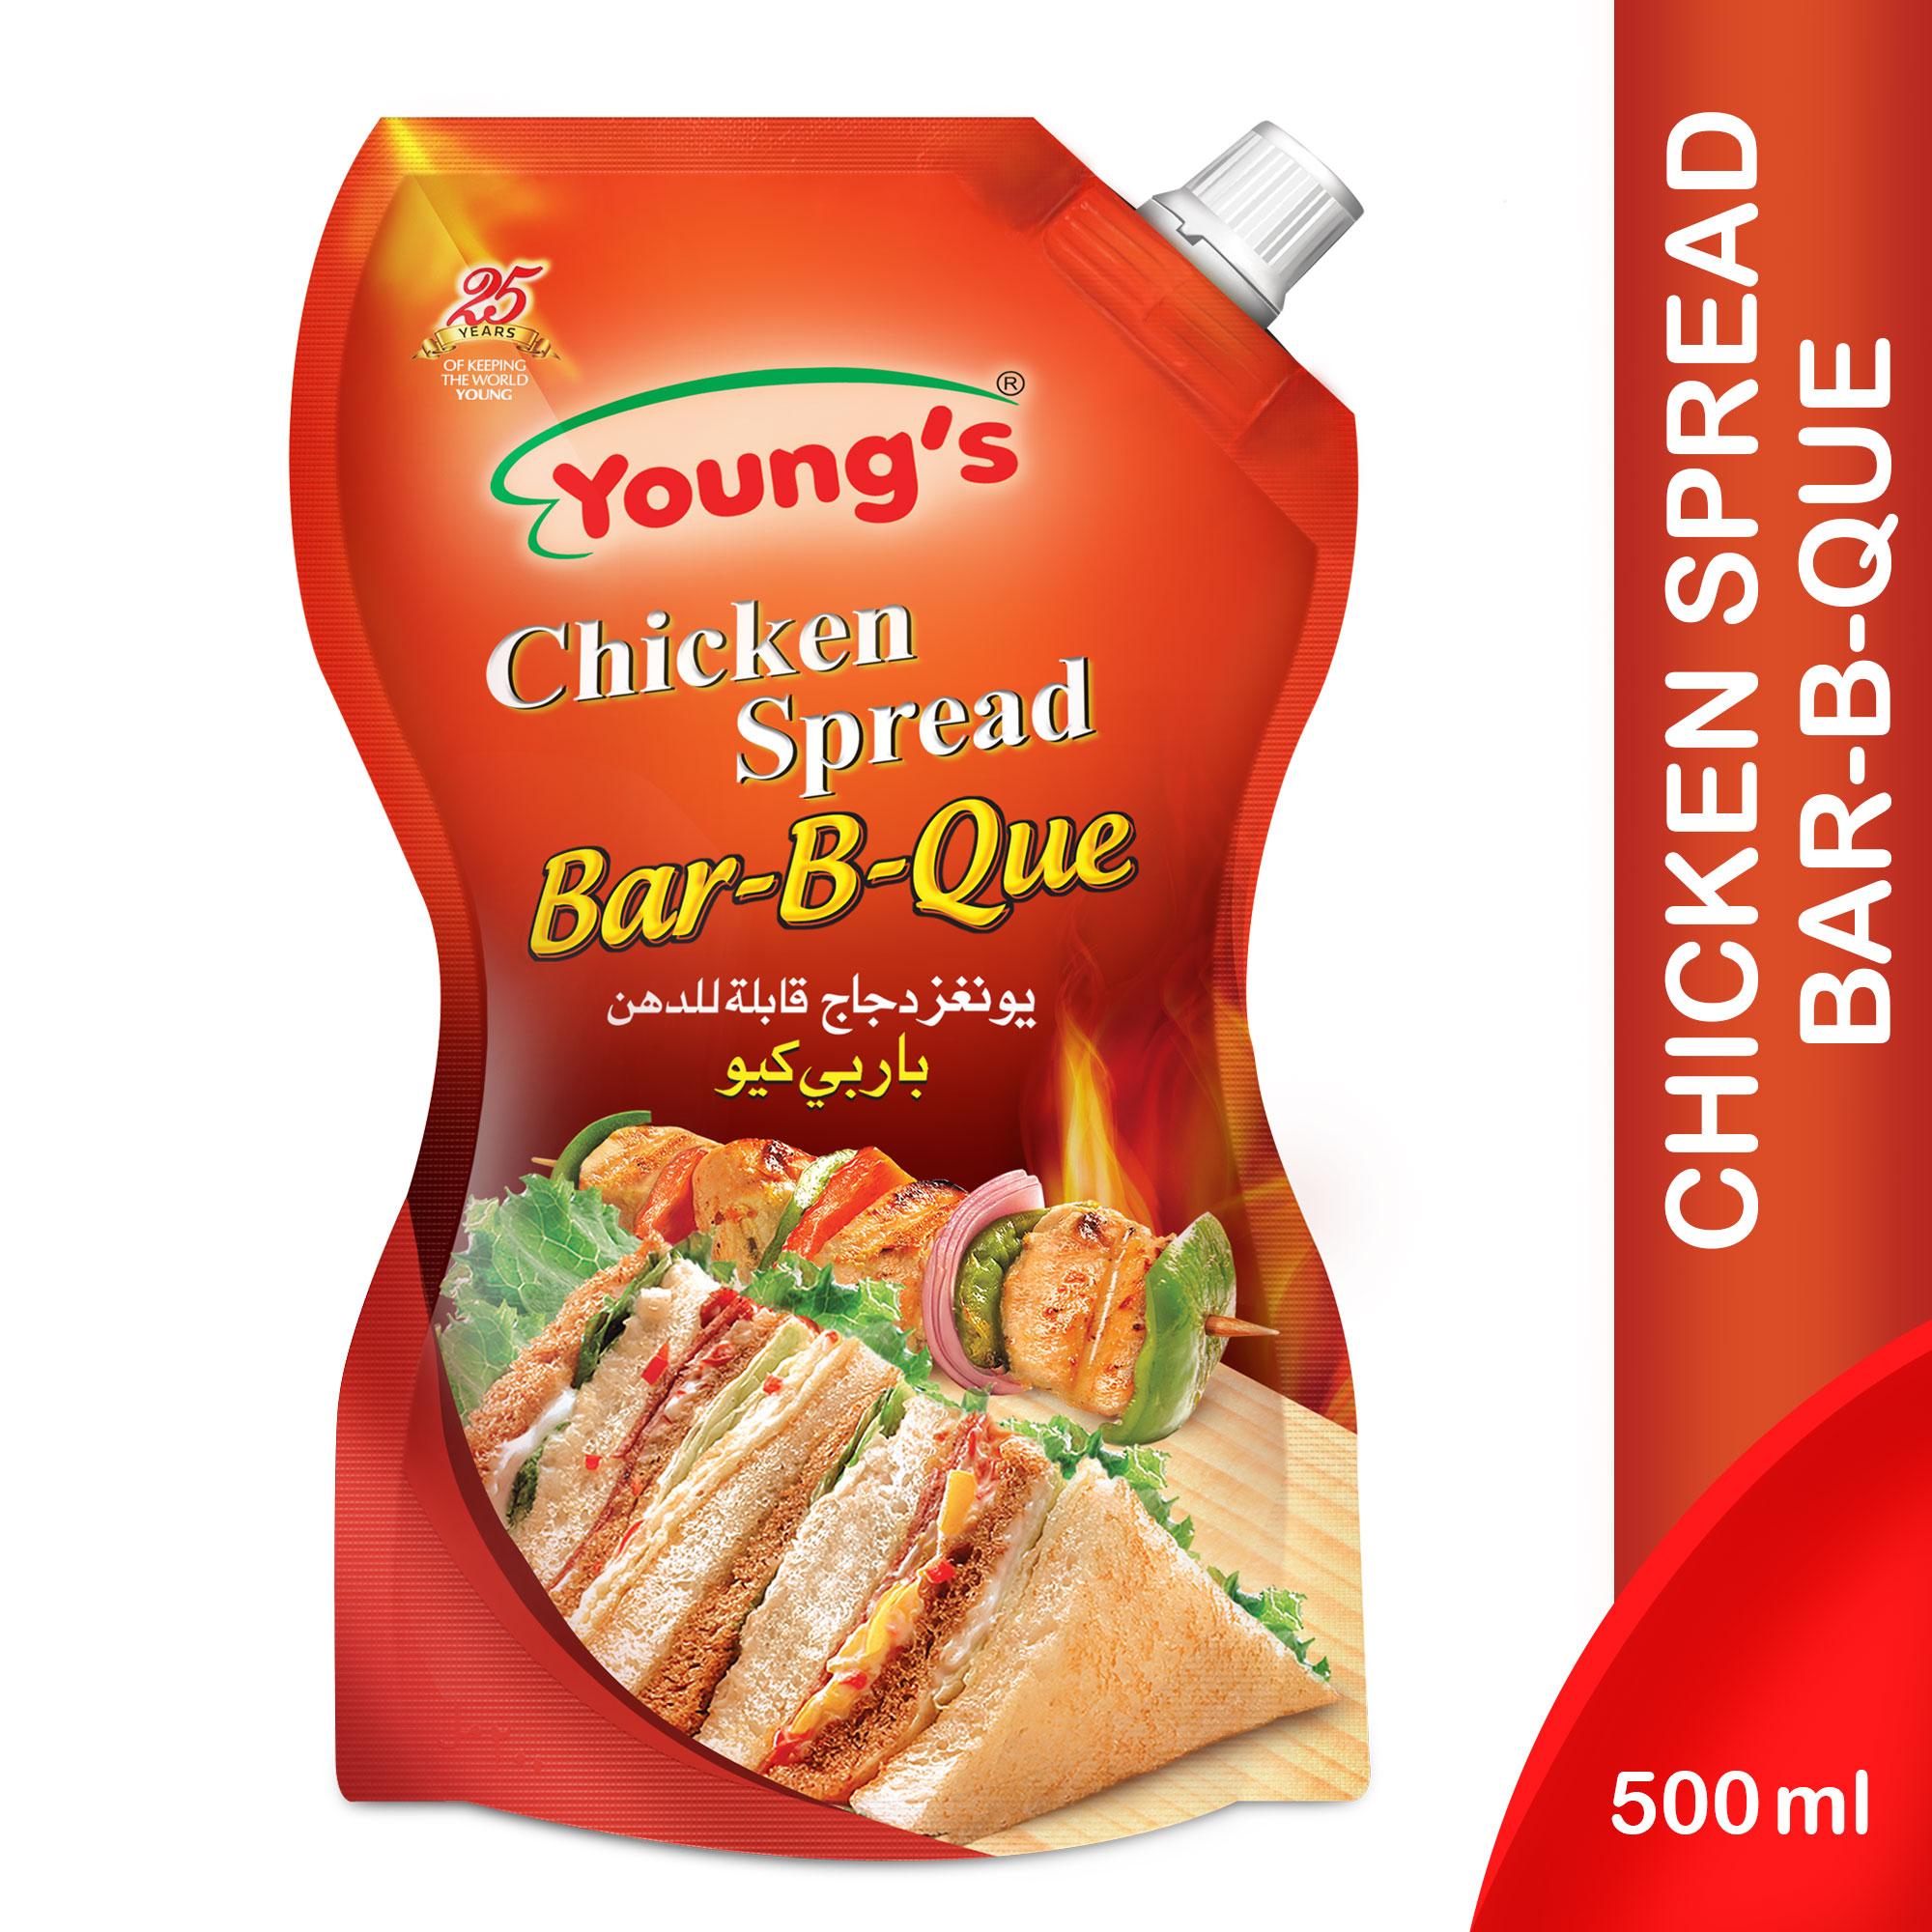 25
YEARS
OF KEEPING
THE WORLD
YOUNG
Young's®
Chicken
Spread
Bar-B-Que
يونغز دجاج قابلة للدهن
باربي كيو
CHICKEN SPREAD
BAR-B-QUE
500 ml